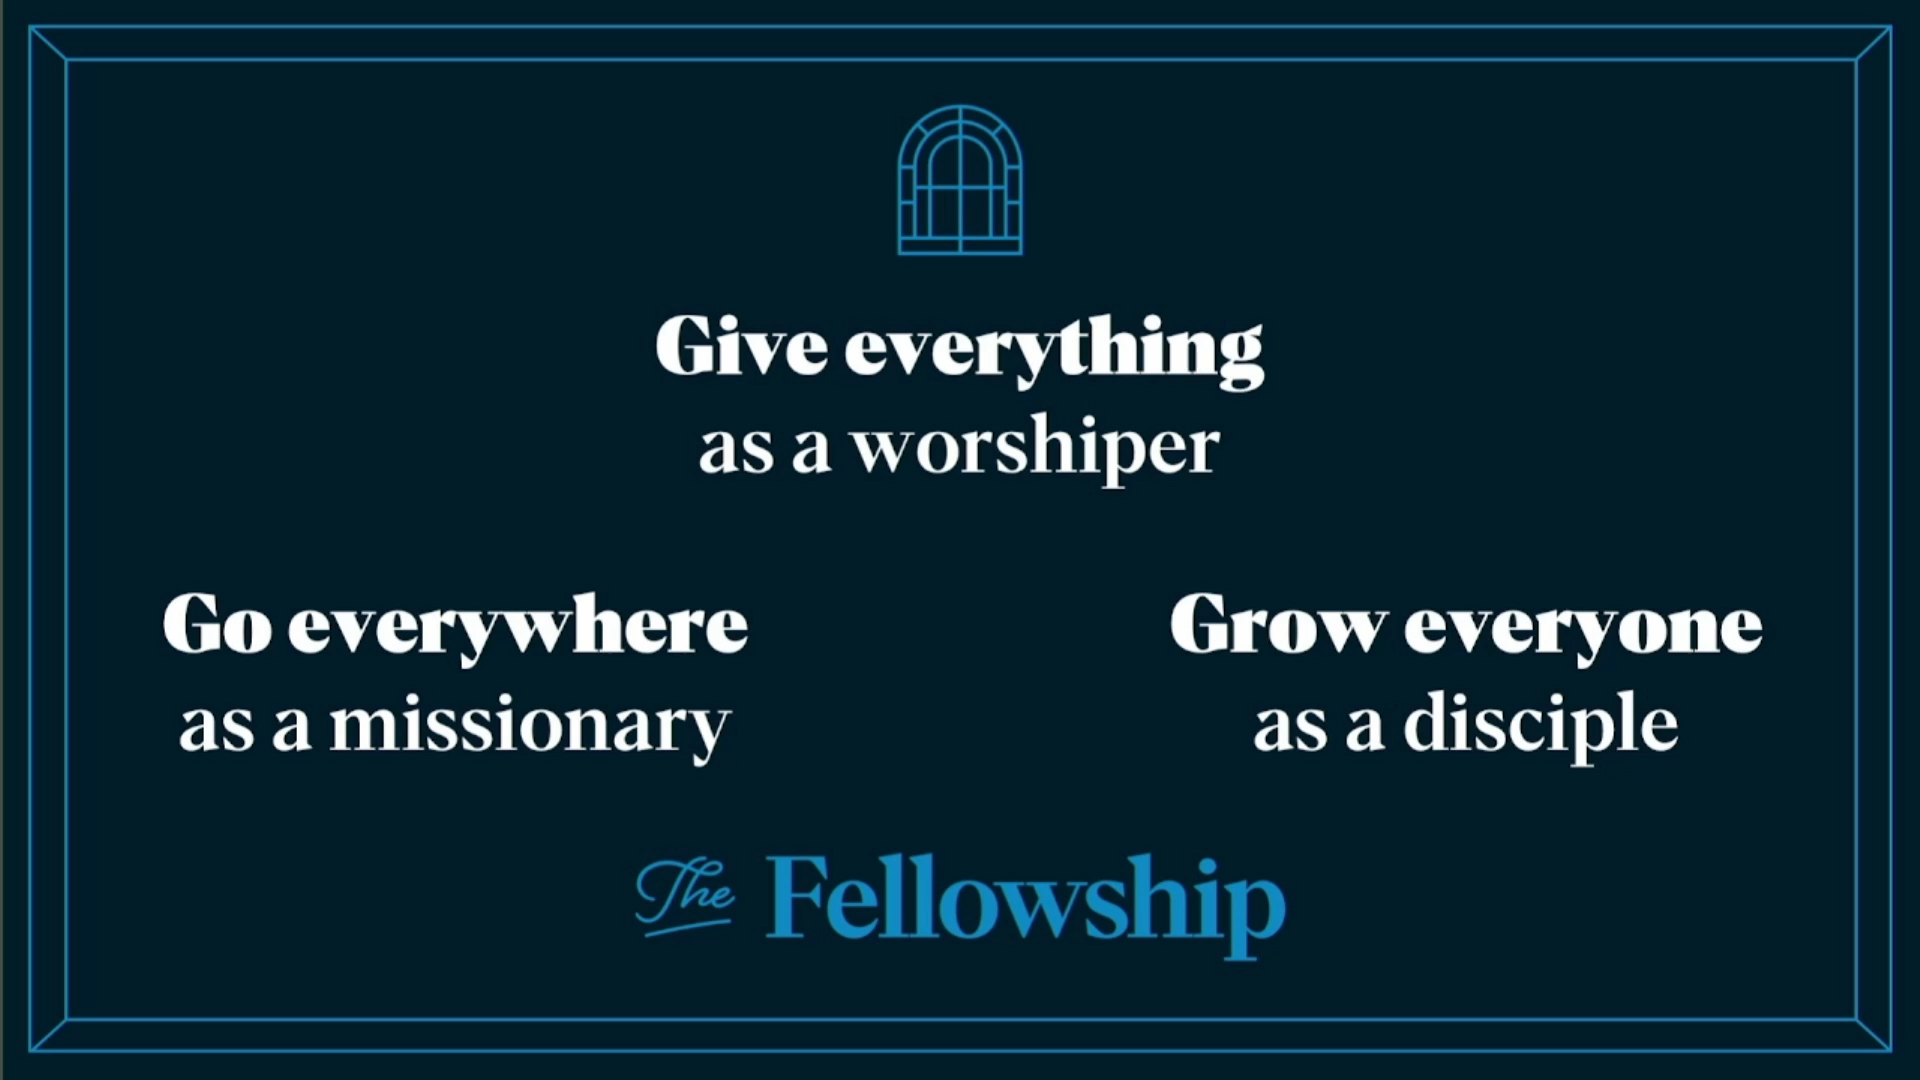 Give everything
as a worshiper
Go everywhere
as a missionary
Grow everyone
as a disciple
The Fellowship